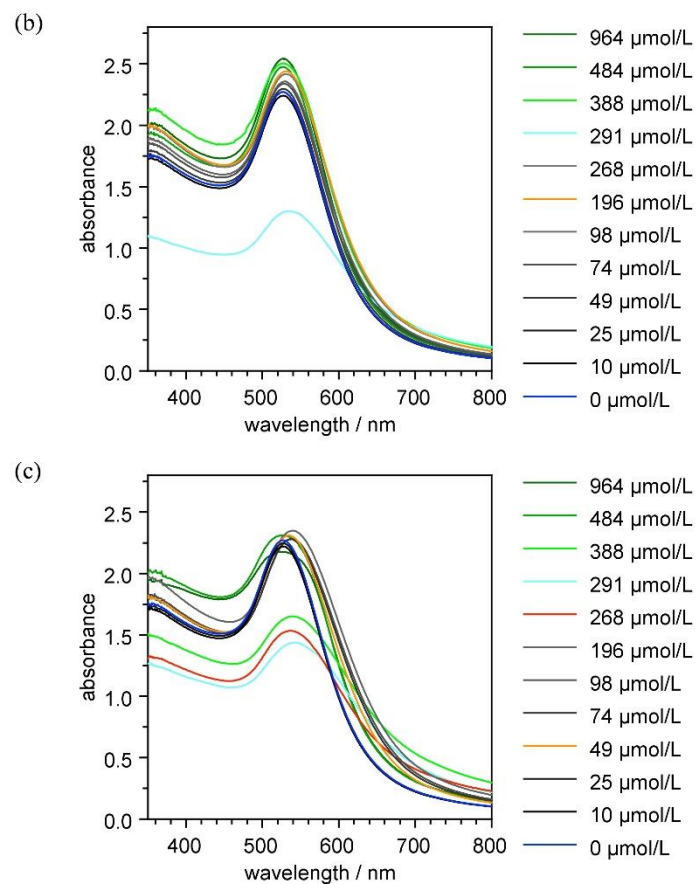 (b)
2.5
2.0
1.5
1.0
0.5
0.0
absorbance
400 500 600 700 800
wavelength / nm
964 µmol/L
484 µmol/L
388 µmol/L
291 µmol/L
268 µmol/L
196 µmol/L
98 µmol/L
74 µmol/L
49 µmol/L
25 µmol/L
10 µmol/L
0 µmol/L
(c)
2.5
2.0
1.5
1.0
0.5
0.0
absorbance
400 500 600 700 800
wavelength / nm
964 µmol/L
484 µmol/L
388 µmol/L
291 µmol/L
268 µmol/L
196 µmol/L
98 µmol/L
74 µmol/L
49 µmol/L
25 µmol/L
10 µmol/L
0 µmol/L